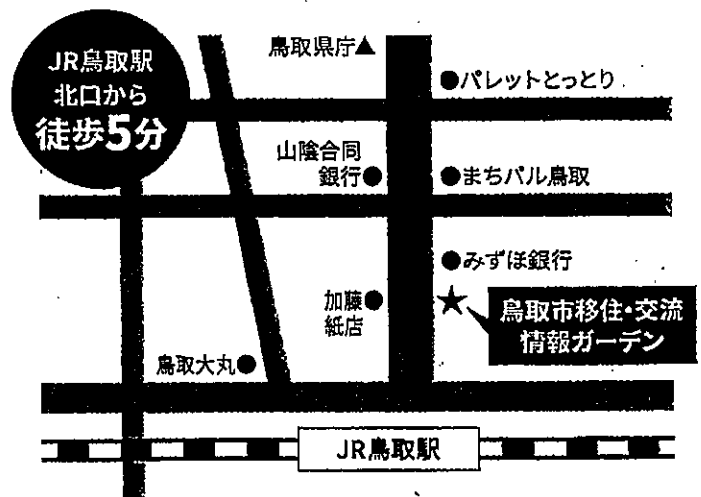 JR鳥取駅
北口から
徒歩5分
鳥取県庁▲
●パレットとっとり
山陰合同
銀行●
●まちパル鳥取
●みずほ銀行
加藤●
紙店
★
鳥取市移住・交流
情報ガーデン
鳥取大丸●
JR鳥取駅